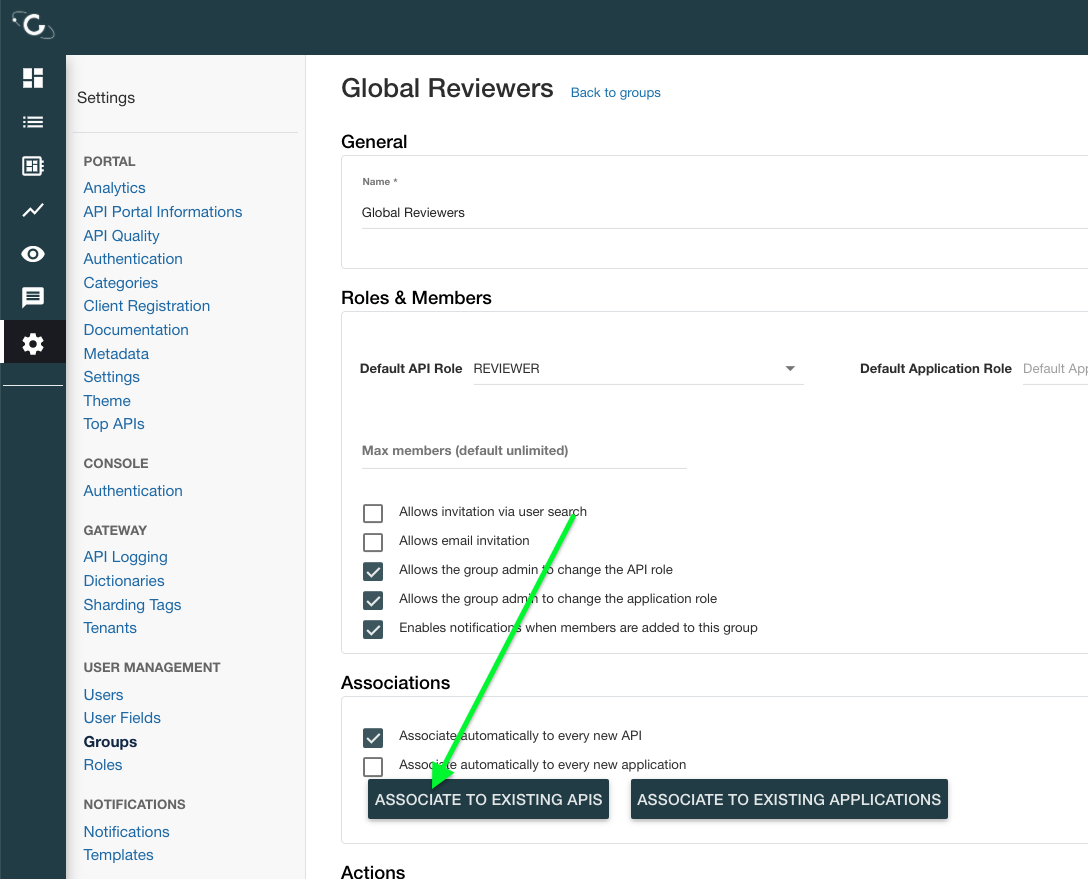 Settings
PORTAL
Analytics
API Portal Informations
API Quality
Authentication
Categories
Client Registration
Documentation
Metadata
Settings
Theme
Top APIs
CONSOLE
Authentication
GATEWAY
API Logging
Dictionaries
Sharding Tags
Tenants
USER MANAGEMENT
Users
User Fields
Groups
Roles
NOTIFICATIONS
Notifications
Templates
Global Reviewers Back to groups
General
Name *
Global Reviewers
Roles & Members
Default API Role REVIEWER Default Application Role Default App
Max members (default unlimited)
Allows invitation via user search
Allows email invitation
Allows the group admin to change the API role
Allows the group admin to change the application role
Enables notifications when members are added to this group
Associations
Associate automatically to every new API
Associate automatically to every new application
ASSOCIATE TO EXISTING APIS ASSOCIATE TO EXISTING APPLICATIONS
Actions